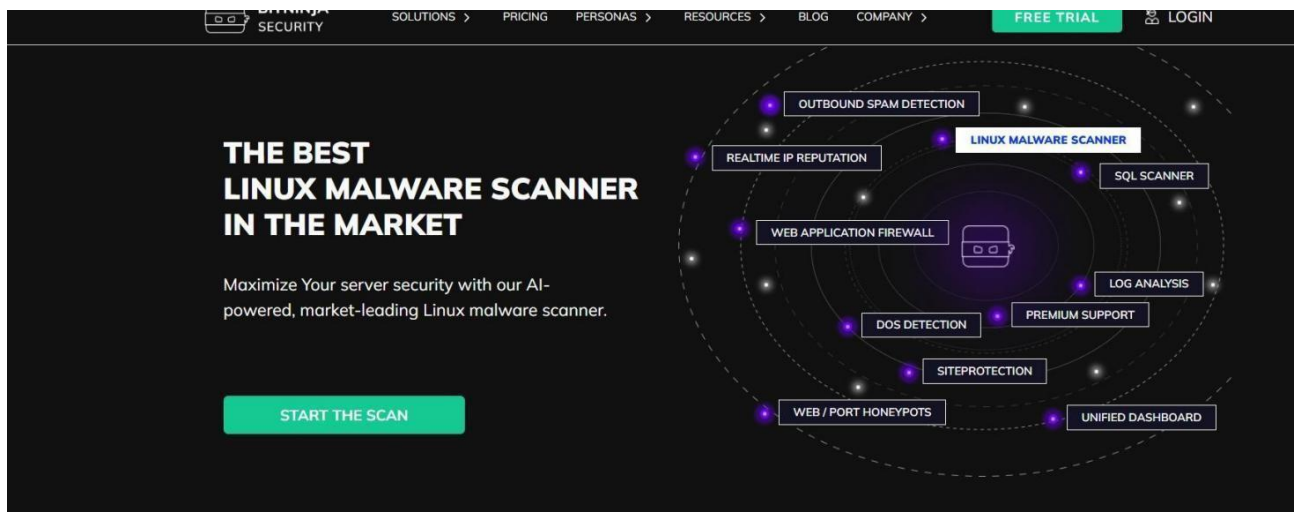 BITNINJA
SECURITY
SOLUTIONS >
PRICING
PERSONAS >
RESOURCES >
BLOG
COMPANY >
FREE TRIAL
LOGIN
THE BEST
LINUX MALWARE SCANNER
IN THE MARKET
Maximize Your server security with our AI-
powered, market-leading Linux malware scanner.
START THE SCAN
OUTBOUND SPAM DETECTION
LINUX MALWARE SCANNER
REALTIME IP REPUTATION
SQL SCANNER
WEB APPLICATION FIREWALL
LOG ANALYSIS
PREMIUM SUPPORT
DOS DETECTION
SITEPROTECTION
WEB / PORT HONEYPOTS
UNIFIED DASHBOARD